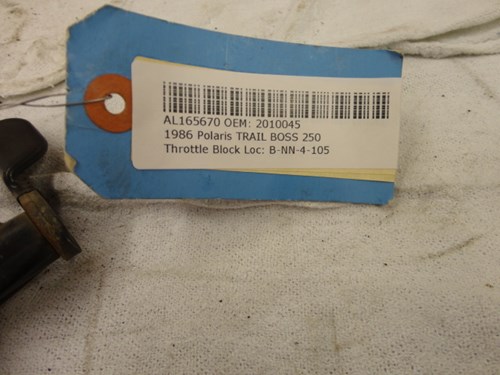 AL165670 OEM: 2010045
1986 Polaris TRAIL BOSS 250
Throttle Block Loc: B-NN-4-105